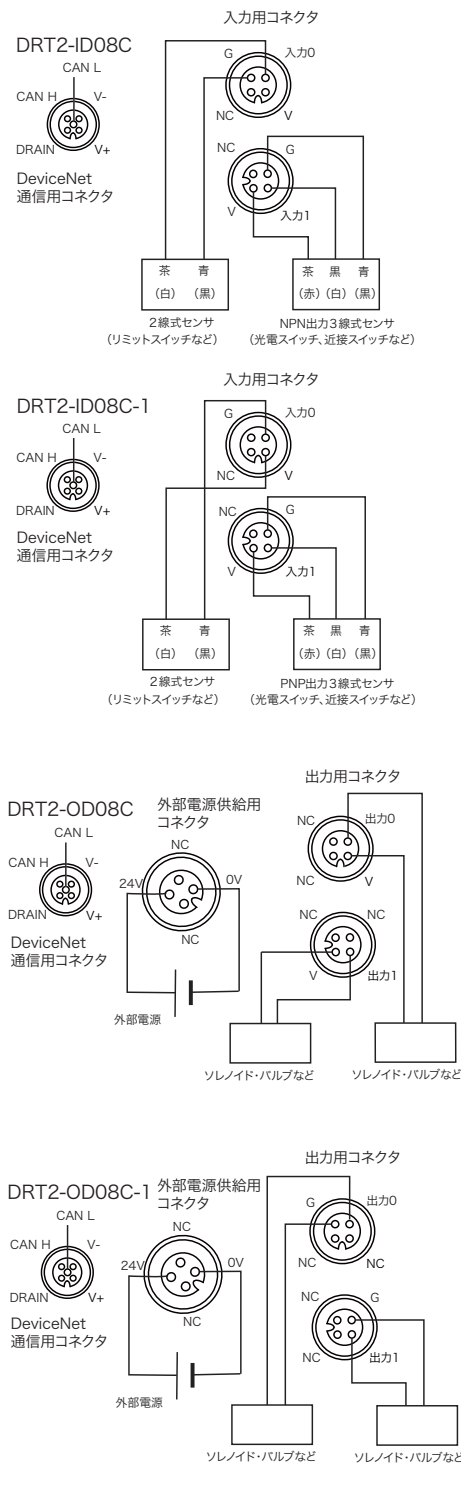 入力用コネクタ
DRT2-ID08C
G
入力0
CAN L
CAN H
V-
NC
V
DRAIN
V+
NC
G
DeviceNet
通信用コネクタ
V
入力1
茶
青
茶
黒
青
(白)
(黒)
(赤)
(白)
(黒)
2線式センサ
(リミットスイッチなど)
NPN出力3線式センサ
(光電スイッチ、近接スイッチなど)
入力用コネクタ
DRT2-ID08C-1
G
入力0
CAN L
CAN H
V-
NC
V
DRAIN
V+
NC
G
DeviceNet
通信用コネクタ
V
入力1
茶
青
茶
黒
青
(白)
(黒)
(赤)
(白)
(黒)
2線式センサ
(リミットスイッチなど)
PNP出力3線式センサ
(光電スイッチ、近接スイッチなど)
出力用コネクタ
DRT2-OD08C
外部電源供給用
コネクタ
NC
出力0
CAN L
NC
CAN H
V-
24V
0V
NC
V
DRAIN
V+
NC
NC
NC
DeviceNet
通信用コネクタ
V
出力1
外部電源
ソレノイド・バルブなど
ソレノイド・バルブなど
出力用コネクタ
DRT2-OD08C-1
外部電源供給用
コネクタ
G
出力0
CAN L
NC
CAN H
V-
24V
0V
NC
NC
DRAIN
V+
NC
NC
G
DeviceNet
通信用コネクタ
NC
出力1
外部電源
ソレノイド・バルブなど
ソレノイド・バルブなど